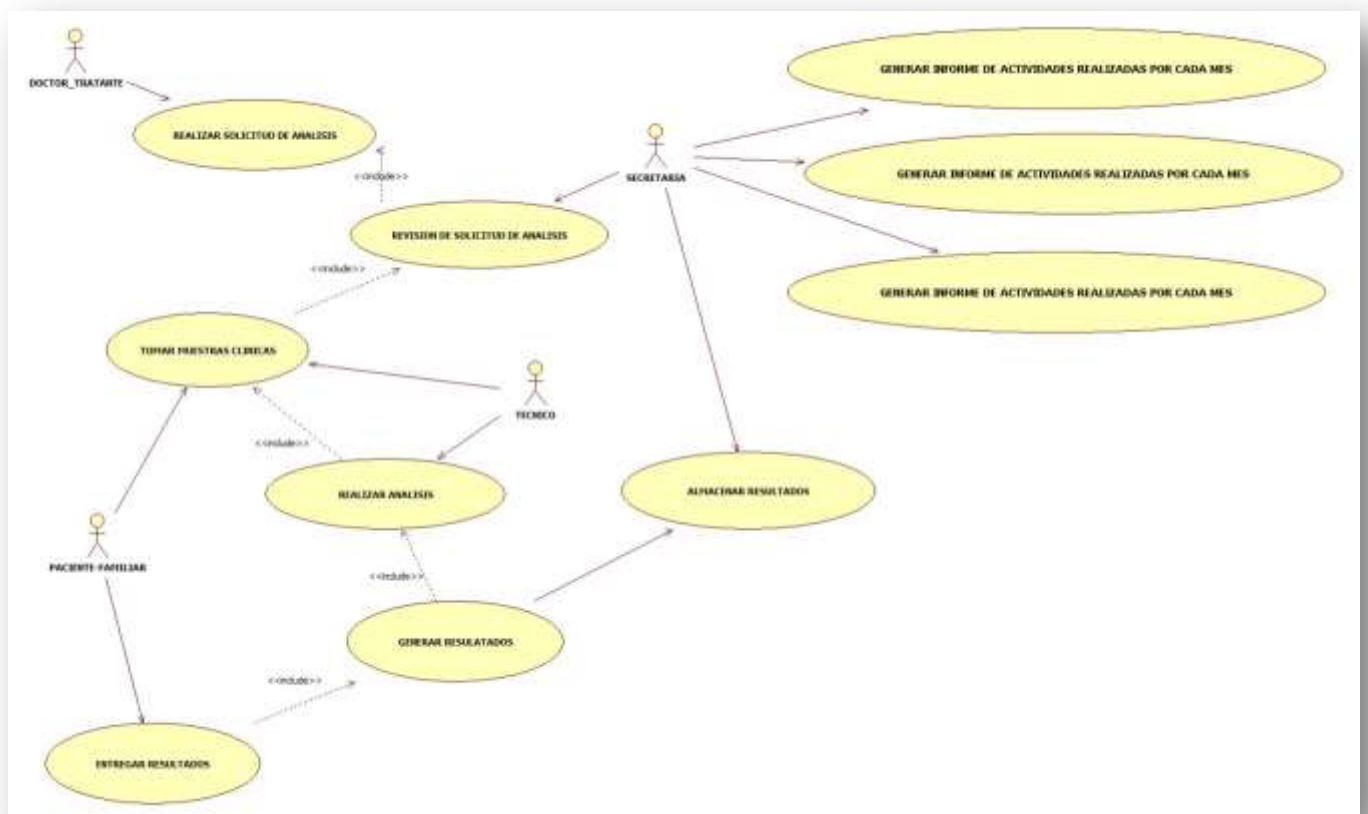 DOCTOR_TRATANTE
REALIZAR SOLICITUD DE ANALISIS
GENERAR INFORME DE ACTIVIDADES REALIZADAS POR CADA MES
SECRETARIA
GENERAR INFORME DE ACTIVIDADES REALIZADAS POR CADA MES
<<include>>
REVISION DE SOLICITUD DE ANALISIS
<<include>>
GENERAR INFORME DE ACTIVIDADES REALIZADAS POR CADA MES
TOMAR MUESTRAS CLINICAS
TECNICO
<<include>>
REALIZAR ANALISIS
ALMACENAR RESULTADOS
PACIENTE-FAMILIAR
<<include>>
GENERAR RESULATADOS
<<include>>
ENTREGAR RESULTADOS